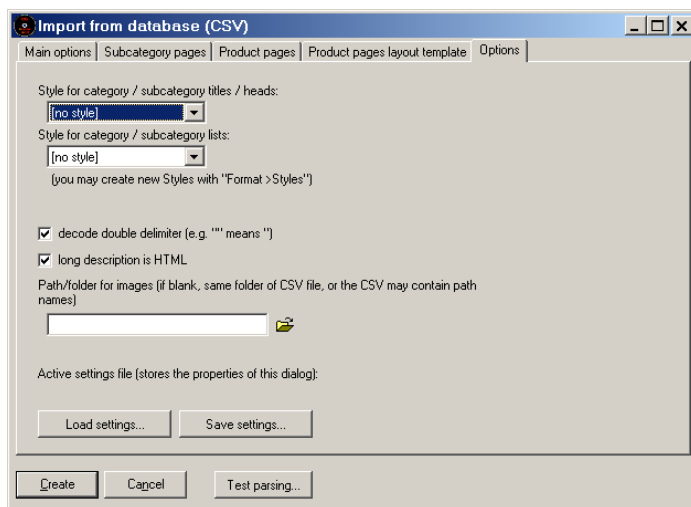 Import from database (CSV)
Main options Subcategory pages Product pages Product pages layout template Options
Style for category / subcategory titles / heads:
[no style]
Style for category / subcategory lists:
[no style]
(you may create new Styles with "Format >Styles")
decode double delimiter (e.g. "" means ")
long description is HTML
Path/folder for images (if blank, same folder of CSV file, or the CSV may contain path
names)
Active settings file (stores the properties of this dialog):
Load settings... Save settings...
Create Cancel Test parsing...